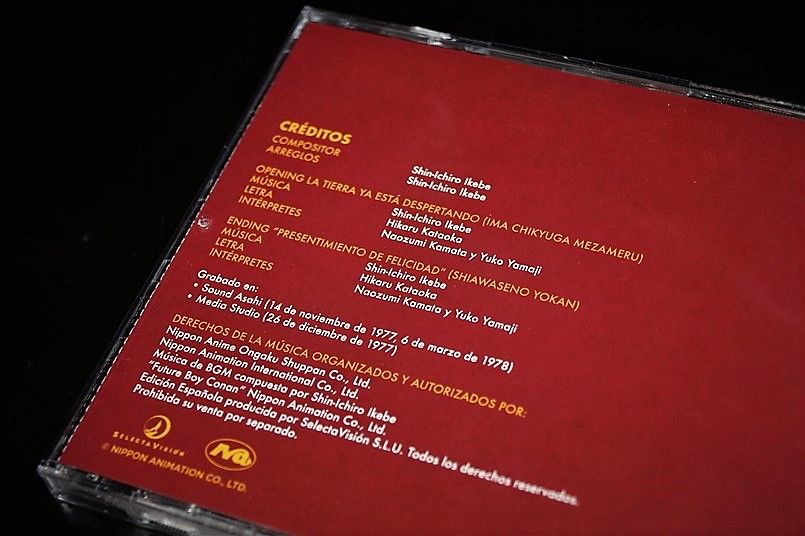 CRÉDITOS
COMPOSITOR Shin-Ichiro Ikebe
ARREGLOS Shin-Ichiro Ikebe
OPENING LA TIERRA YA ESTÁ DESPERTANDO (IMA CHIKYUGA MEZAMERU)
MÚSICA Shin-Ichiro Ikebe
LETRA Hikaru Kataoka
INTÉRPRETES Naozumi Kamata y Yuko Yamaji
ENDING "PRESENTIMIENTO DE FELICIDAD" (SHIAWASENO YOKAN)
MÚSICA Shin-Ichiro Ikebe
LETRA Hikaru Kataoka
INTÉRPRETES Naozumi Kamata y Yuko Yamaji
Grabado en:
• Sound Asahi (14 de noviembre de 1977, 6 de marzo de 1978)
• Media Studio (26 de diciembre de 1977)
DERECHOS DE LA MÚSICA ORGANIZADOS Y AUTORIZADOS POR:
Nippon Anime Ongaku Shuppan Co., Ltd.
Nippon Animation International Co., Ltd.
Música de BGM compuesta por Shin-Ichiro Ikebe
"Future Boy Conan" Nippon Animation Co., Ltd.
Edición Española producida por SelectaVisión S.L.U. Todos los derechos reservados.
Prohibida su venta por separado.
SELECTAVISIÓN
© NIPPON ANIMATION CO., LTD.